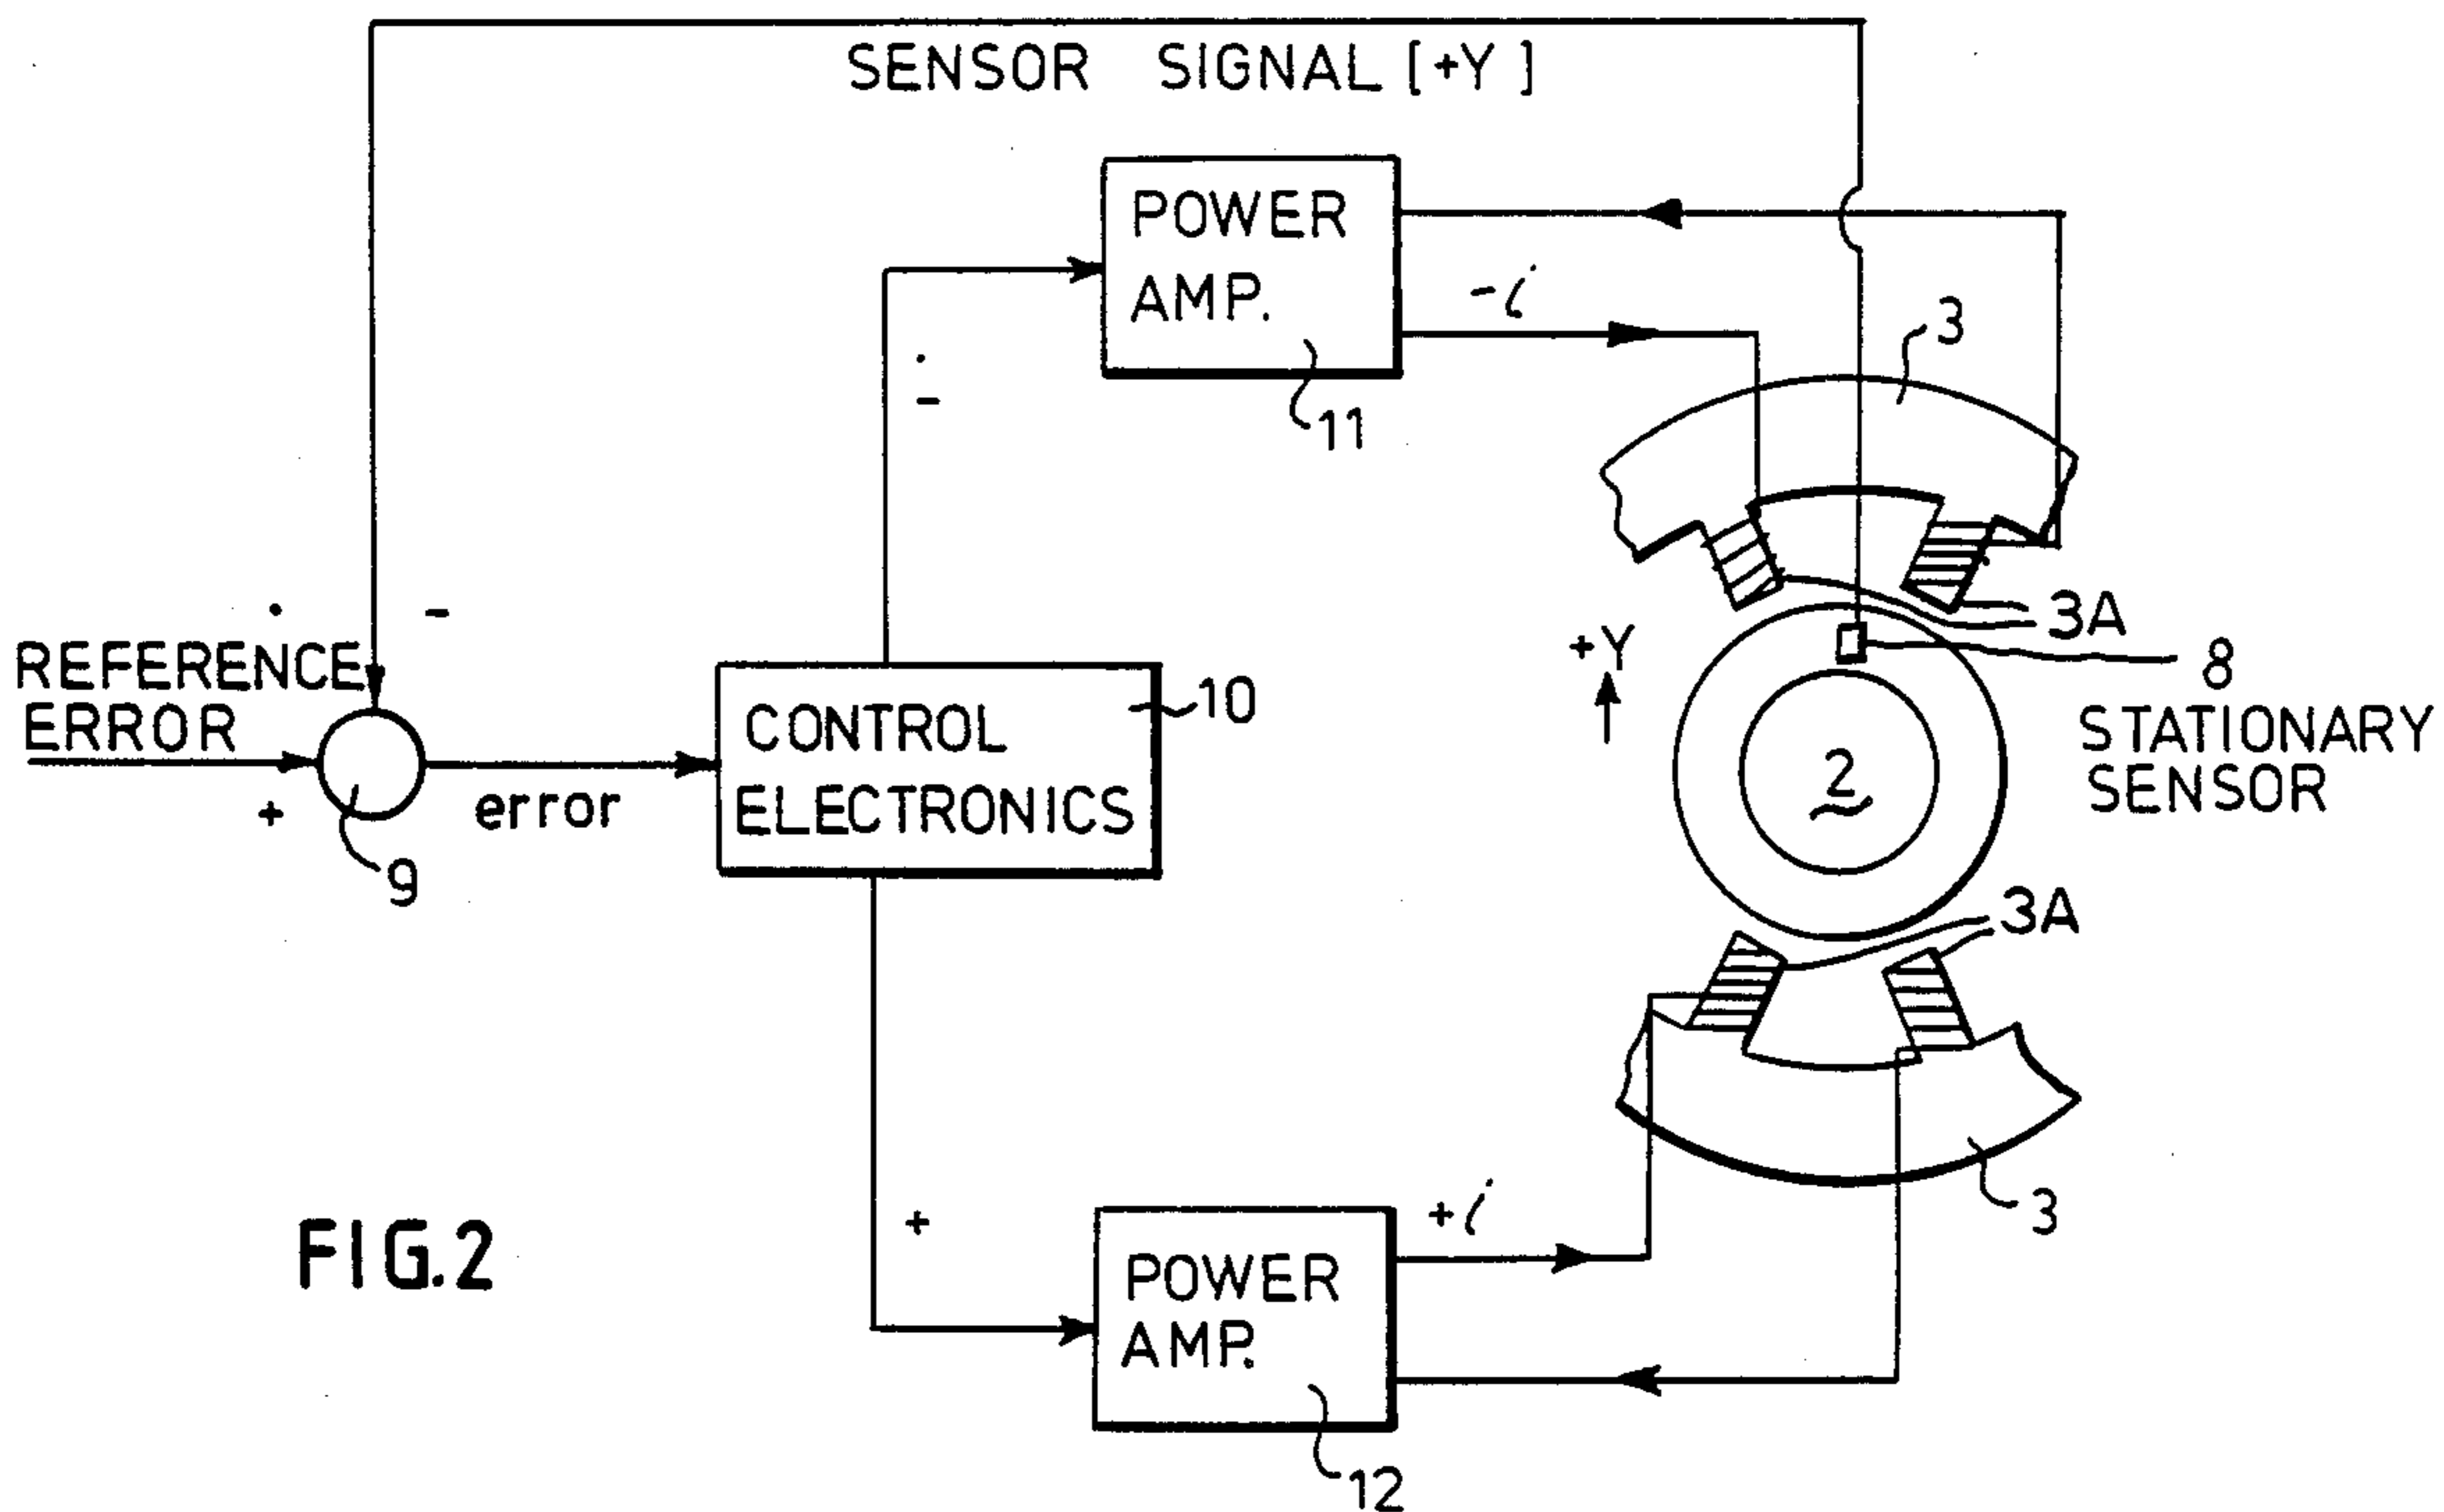 SENSOR SIGNAL [+Y]
POWER
AMP.
-i
11
3
-
-
REFERENCE
ERROR
+
9
error
CONTROL
ELECTRONICS
10
+Y
3A
8
STATIONARY
SENSOR
2
3A
3
+
+i
POWER
AMP.
12
FIG.2